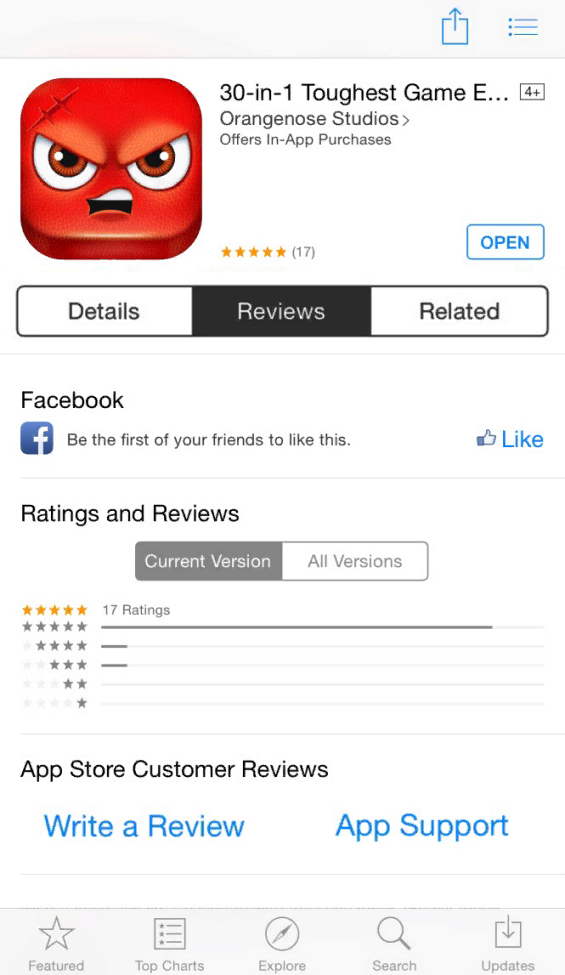 30-in-1 Toughest Game E... 4+
Orangenose Studios
Offers In-App Purchases
(17)
OPEN
Details Reviews Related
Facebook
Be the first of your friends to like this.
Like
Ratings and Reviews
Current Version All Versions
17 Ratings
App Store Customer Reviews
Write a Review App Support
Featured Top Charts Explore Search Updates